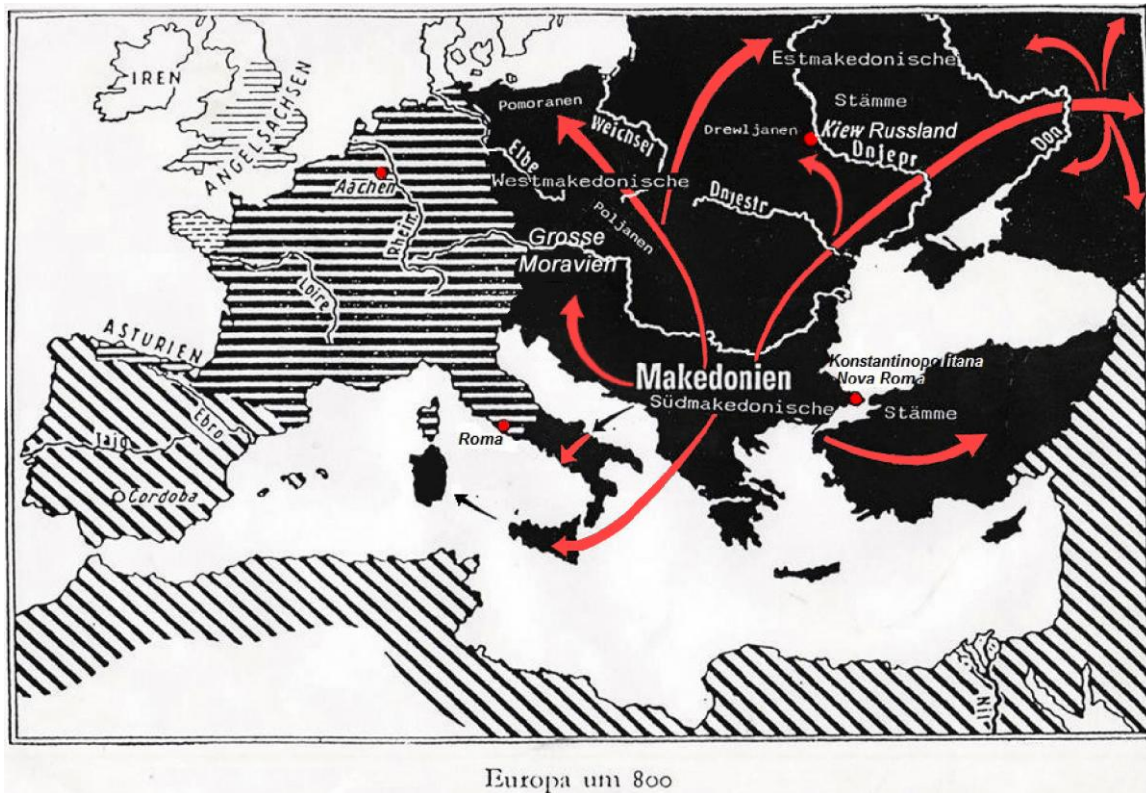 IREN
ANGELSACHSEN
Estmakedonische
Stämme
Pomoranen
Weichsel
Drewljanen
Kiew Russland
Dnjepr
Don
Elbe
Aachen
Westmakedonische
Dnjestr
Rhein
Poljanen
Grosse
Moravien
Loire
ASTURIEN
Makedonien
Konstantinopolitana
Nova Roma
Südmakedonische
Stämme
Ebro
Tajo
Roma
Cordoba
Nil
Europa um 800